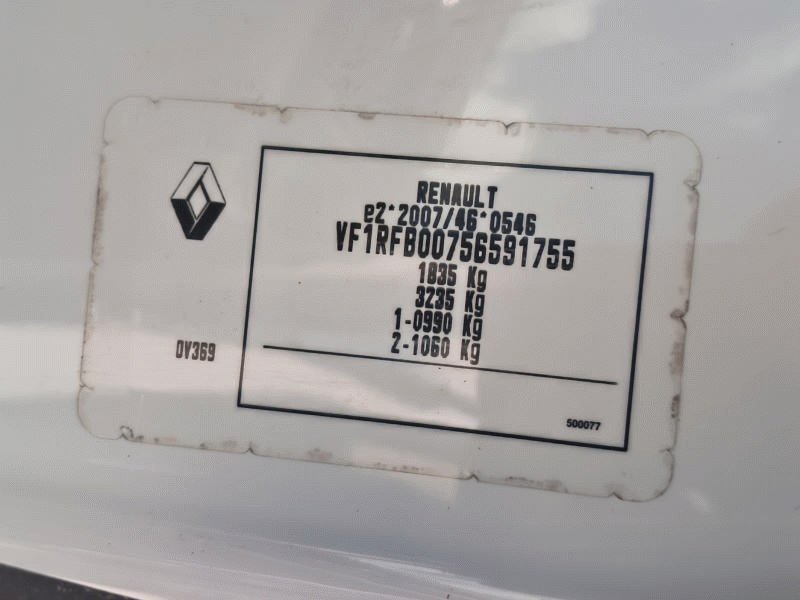 RENAULT
e2*2007/46*0546
VF1RFB00756591755
1835 Kg
3235 Kg
1-0990 Kg
2-1060 Kg
DV369
500077